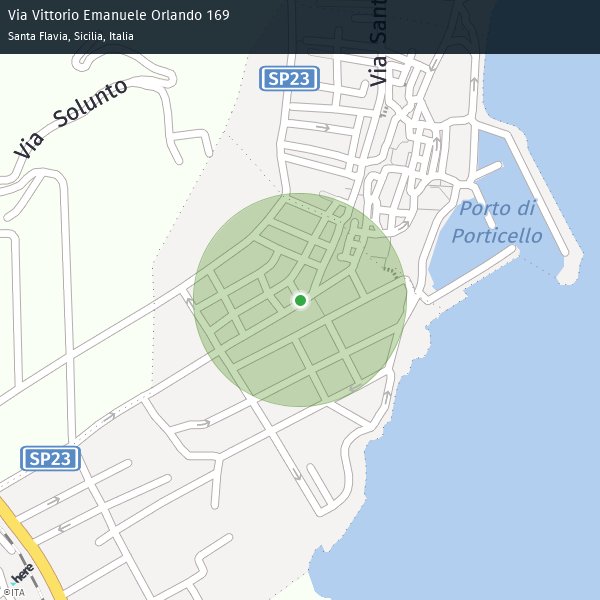 Via Vittorio Emanuele Orlando 169
Santa Flavia, Sicilia, Italia
SP23
Via Sant
Via Solunto
Porto di
Porticello
SP23
here
©ITA